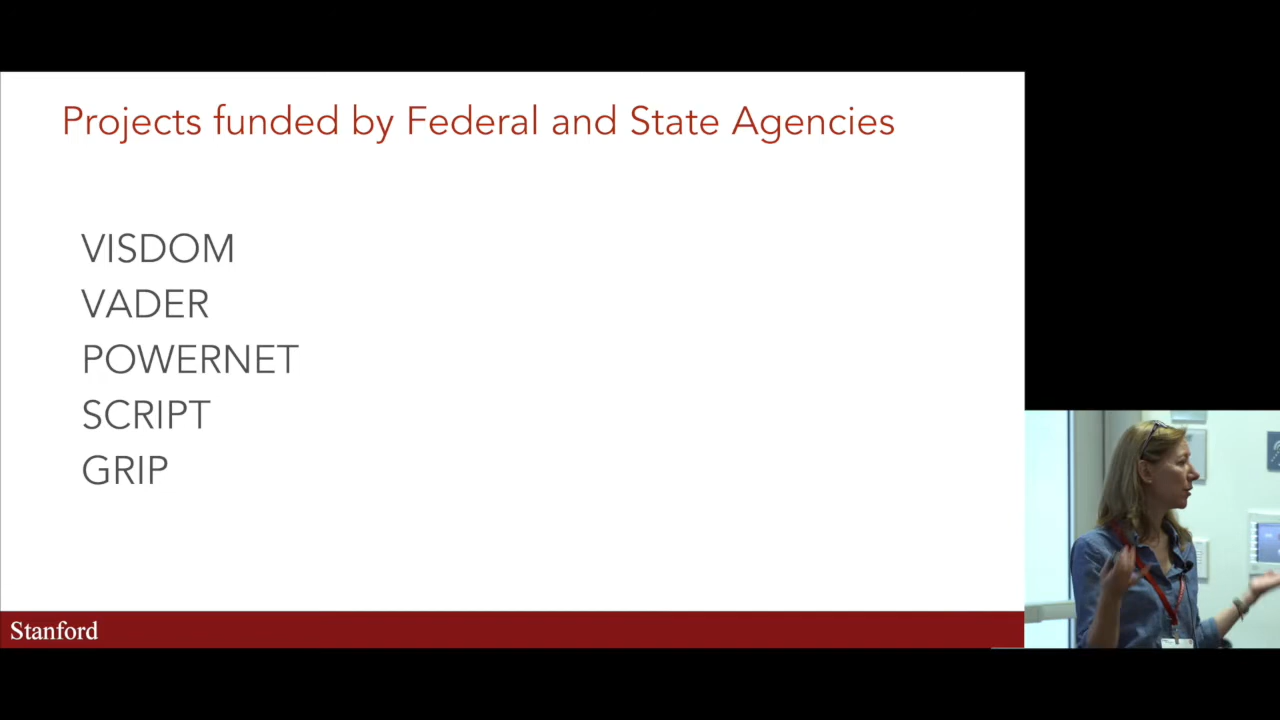 Projects funded by Federal and State Agencies
VISDOM
VADER
POWERNET
SCRIPT
GRIP
Stanford